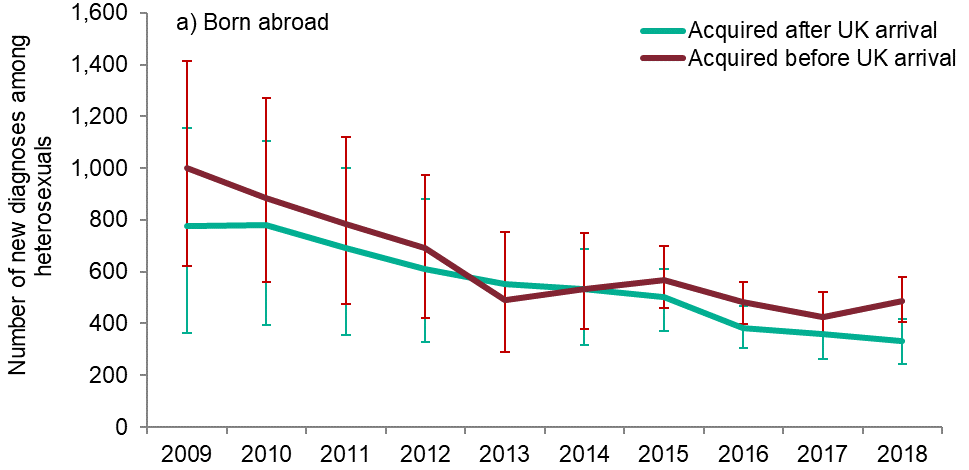 a) Born abroad
Acquired after UK arrival
Acquired before UK arrival
Number of new diagnoses among
heterosexuals
1,600
1,400
1,200
1,000
800
600
400
200
0
2009 2010 2011 2012 2013 2014 2015 2016 2017 2018